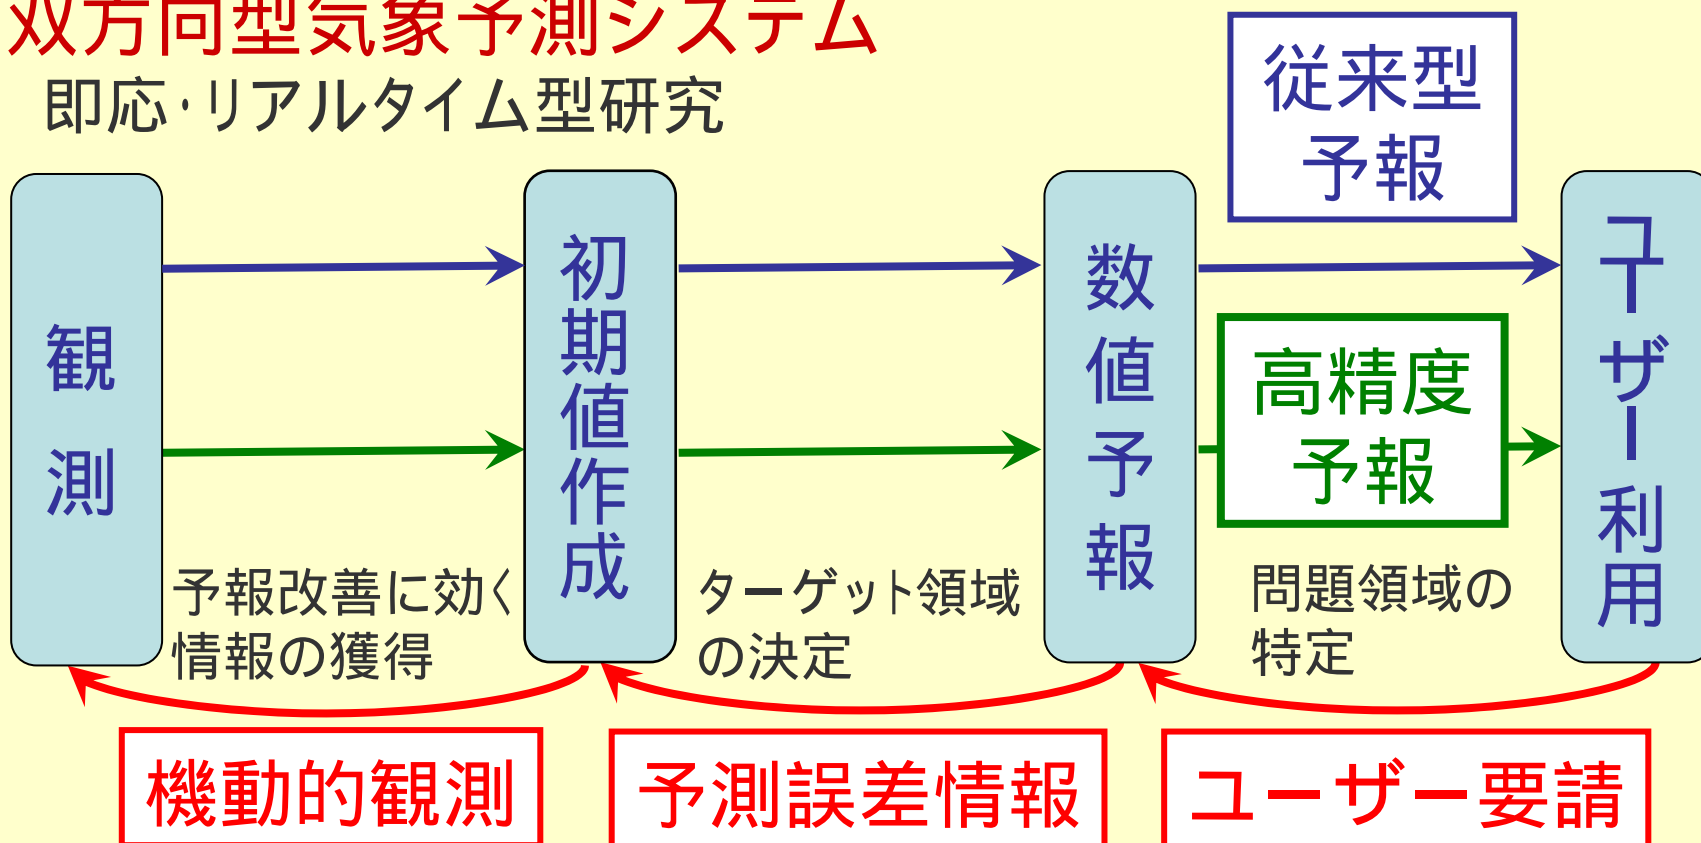 双方向型気象予測システム
即応・リアルタイム型研究
従来型
予報
観測
初期値作成
数値予報
ユーザー利用
高精度
予報
予報改善に効く
情報の獲得
ターゲット領域
の決定
問題領域の
特定
機動的観測
予測誤差情報
ユーザー要請